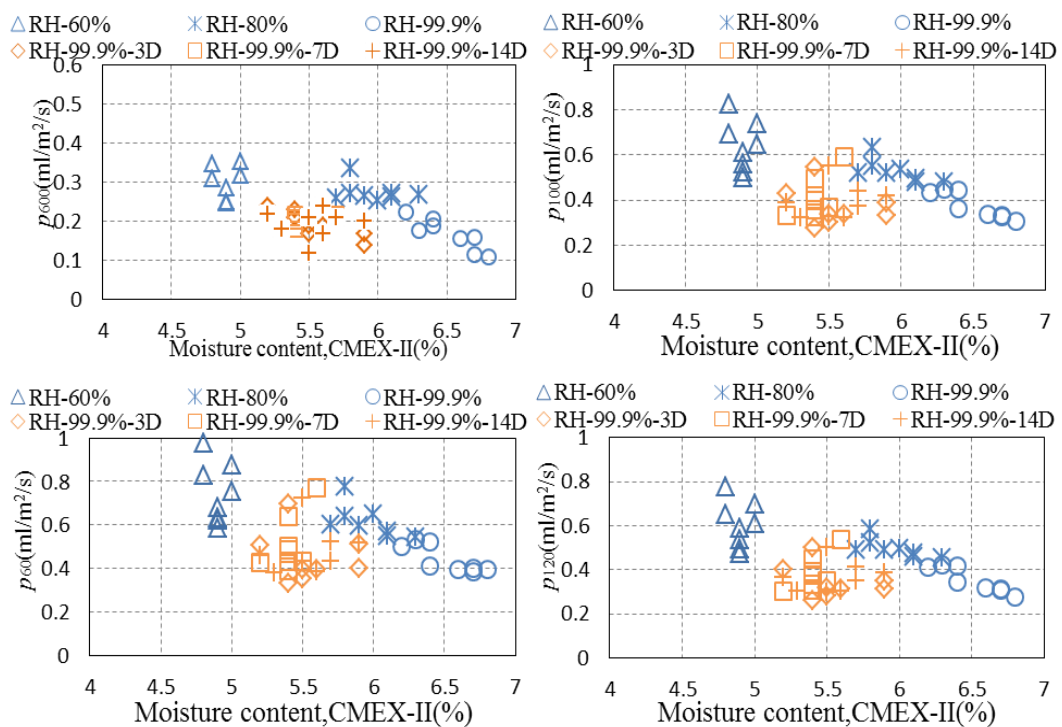 RH-60% RH-80% RH-99.9%
RH-99.9%-3D RH-99.9%-7D RH-99.9%-14D
p600(ml/m²/s)
0.6
0.5
0.4
0.3
0.2
0.1
0
4 4.5 5 5.5 6 6.5 7
Moisture content,CMEX-II(%)
RH-60% RH-80% RH-99.9%
RH-99.9%-3D RH-99.9%-7D RH-99.9%-14D
p100(ml/m²/s)
1
0.8
0.6
0.4
0.2
0
4 4.5 5 5.5 6 6.5 7
Moisture content,CMEX-II(%)
RH-60% RH-80% RH-99.9%
RH-99.9%-3D RH-99.9%-7D RH-99.9%-14D
p600(ml/m²/s)
1
0.8
0.6
0.4
0.2
0
4 4.5 5 5.5 6 6.5 7
Moisture content,CMEX-II(%)
RH-60% RH-80% RH-99.9%
RH-99.9%-3D RH-99.9%-7D RH-99.9%-14D
p1200(ml/m²/s)
1
0.8
0.6
0.4
0.2
0
4 4.5 5 5.5 6 6.5 7
Moisture content,CMEX-II(%)